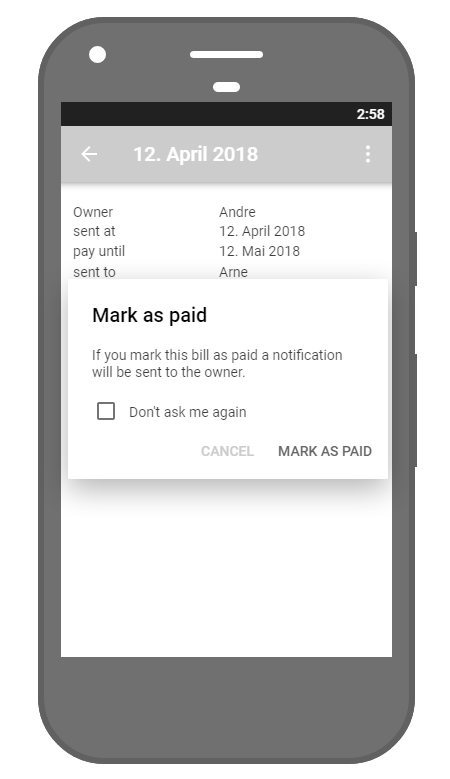 2:58
12. April 2018
Owner Andre
sent at 12. April 2018
pay until 12. Mai 2018
sent to Arne
Mark as paid
If you mark this bill as paid a notification
will be sent to the owner.
Don't ask me again
CANCEL MARK AS PAID